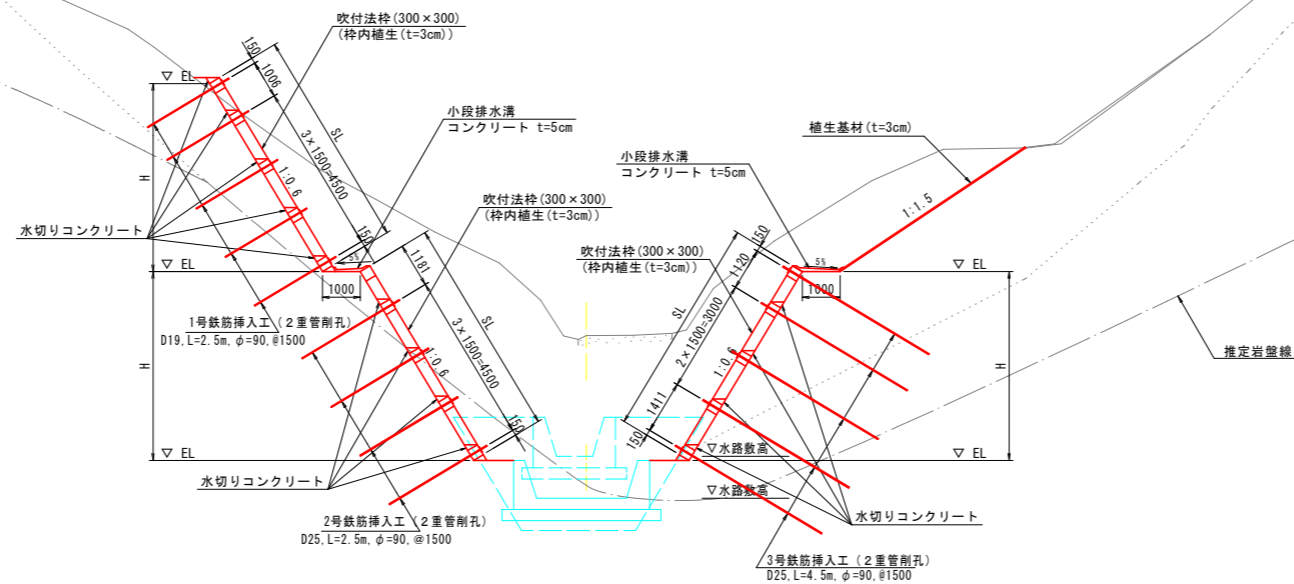 吹付法枠(300×300)
(枠内植生(t=3cm))
▽ EL
150
1006
SL
3×1500=4500
1:0.6
H
小段排水溝
コンクリート t=5cm
吹付法枠(300×300)
(枠内植生(t=3cm))
水切りコンクリート
▽ EL
150
5%
1000
1181
SL
3×1500=4500
1:0.6
H
150
1号鉄筋挿入工(2重管削孔)
D19, L=2.5m, φ=90, @1500
▽ EL
水切りコンクリート
2号鉄筋挿入工(2重管削孔)
D25, L=2.5m, φ=90, @1500
植生基材(t=3cm)
小段排水溝
コンクリート t=5cm
1:1.5
吹付法枠(300×300)
(枠内植生(t=3cm))
150
1120
SL
2×1500=3000
1:0.6
1411
150
5%
1000
▽ EL
H
推定岩盤線
▽水路敷高
▽ EL
▽水路敷高
水切りコンクリート
3号鉄筋挿入工(2重管削孔)
D25, L=4.5m, φ=90, @1500